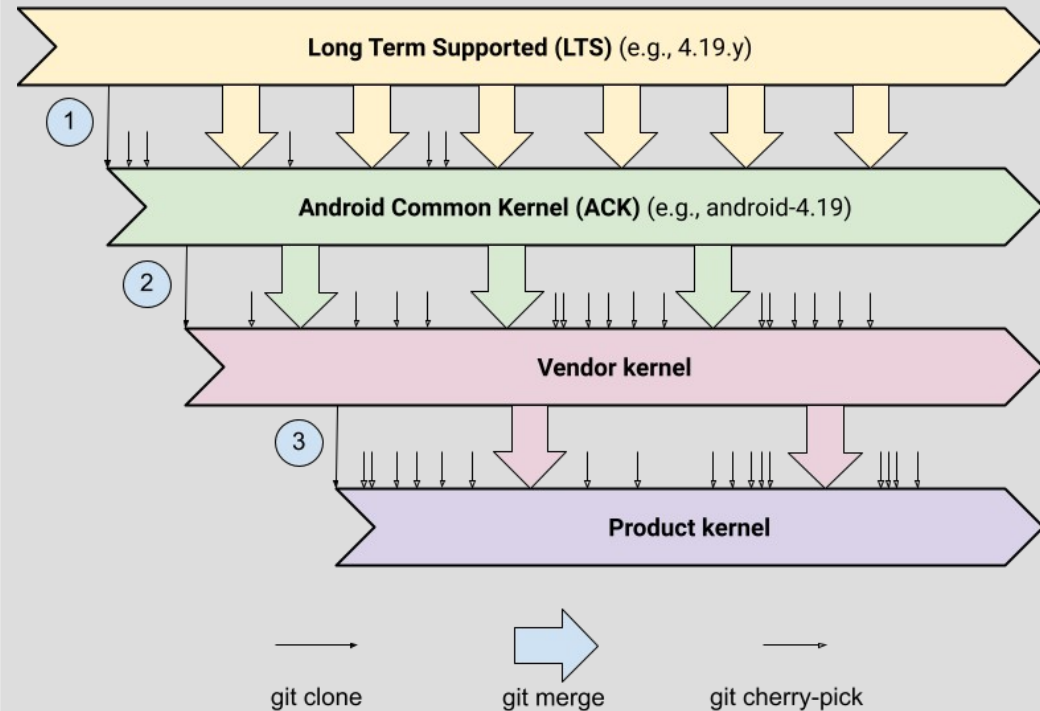 Long Term Supported (LTS) (e.g., 4.19.y)
1
Android Common Kernel (ACK) (e.g., android-4.19)
2
Vendor kernel
3
Product kernel
git clone
git merge
git cherry-pick